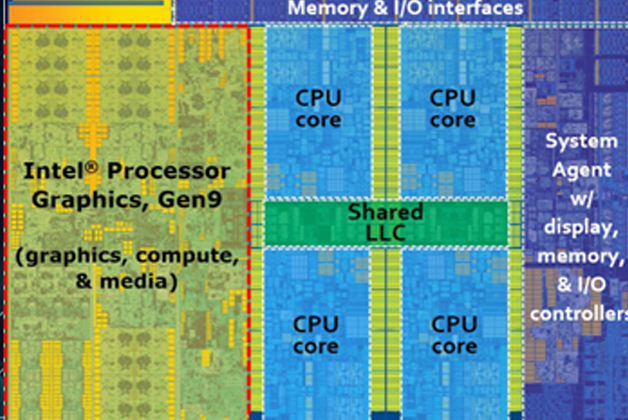 Memory & I/O interfaces
CPU
core
CPU
core
Intel® Processor
Graphics, Gen9
(graphics, compute,
& media)
Shared
LLC
System
Agent
w/
display,
memory,
& I/O
controllers
CPU
core
CPU
core